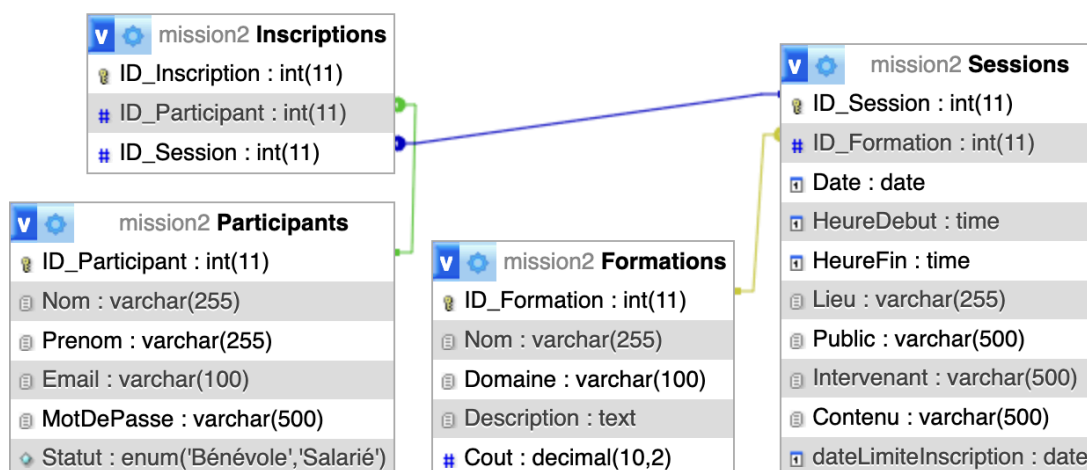 v mission2 Inscriptions
ID_Inscription : int(11)
# ID_Participant : int(11)
# ID_Session : int(11)
v mission2 Participants
ID_Participant : int(11)
Nom : varchar(255)
Prenom : varchar(255)
Email : varchar(100)
MotDePasse : varchar(500)
Statut : enum('Bénévole','Salarié')
v mission2 Formations
ID_Formation : int(11)
Nom : varchar(255)
Domaine : varchar(100)
Description : text
# Cout : decimal(10,2)
v mission2 Sessions
ID_Session : int(11)
# ID_Formation : int(11)
Date : date
HeureDebut : time
HeureFin : time
Lieu : varchar(255)
Public : varchar(500)
Intervenant : varchar(500)
Contenu : varchar(500)
dateLimiteInscription : date